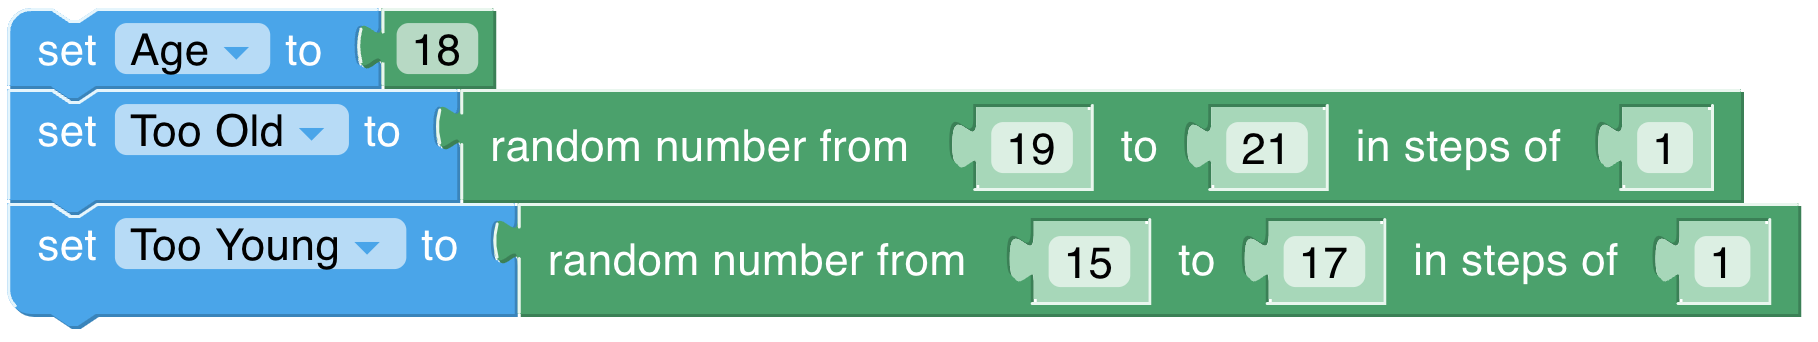 set Age to 18
set Too Old to random number from 19 to 21 in steps of 1
set Too Young to random number from 15 to 17 in steps of 1